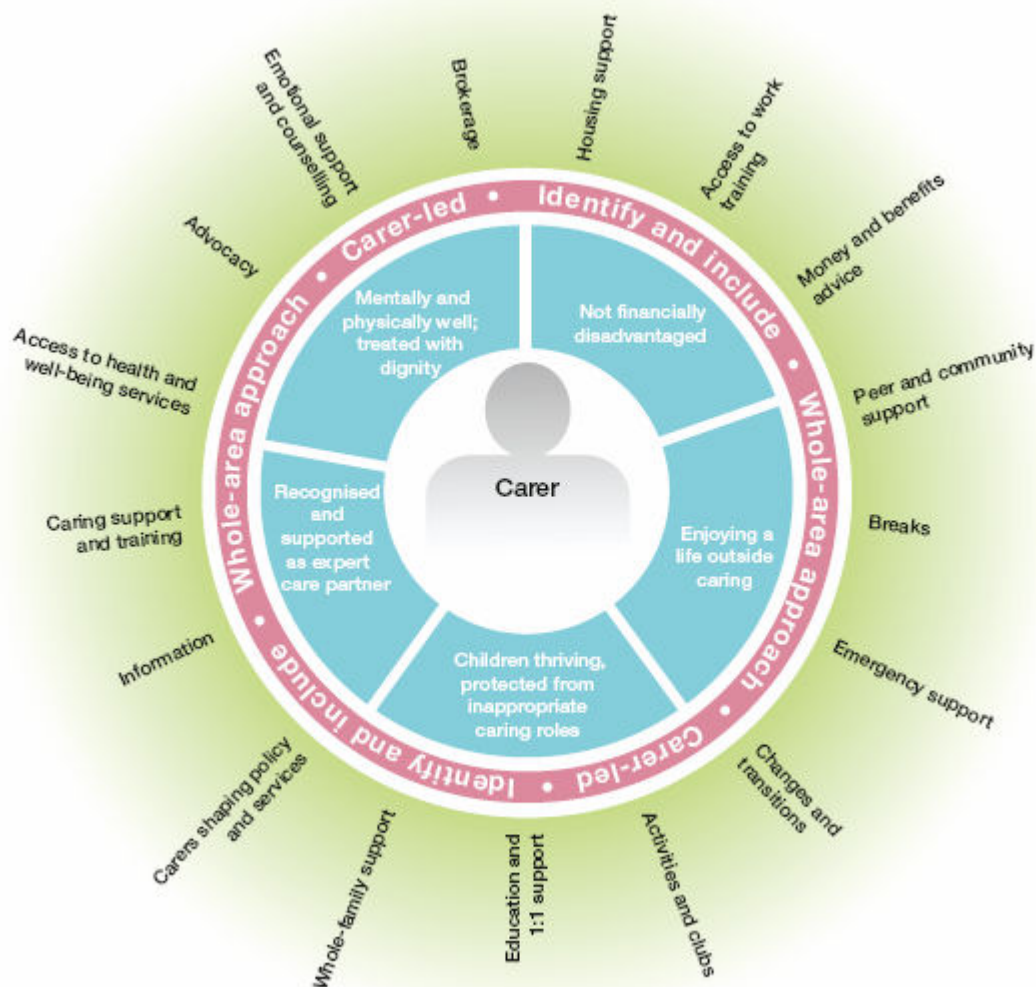 Housing support
Access to work
training
Money and benefits
advice
Peer and community
support
Breaks
Emergency support
Changes and
transitions
Activities and clubs
Education and
1:1 support
Whole-family support
Carers shaping policy
and services
Information
Caring support
and training
Access to health and
well-being services
Advocacy
Emotional support
and counselling
Brokerage
Identify and include • Whole-area approach • Carer-led • Identify and include • Whole-area approach • Carer-led •
Not financially
disadvantaged
Enjoying a
life outside
caring
Children thriving,
protected from
inappropriate
caring roles
Recognised
and
supported
as expert
care partner
Mentally and
physically well;
treated with
dignity
Carer